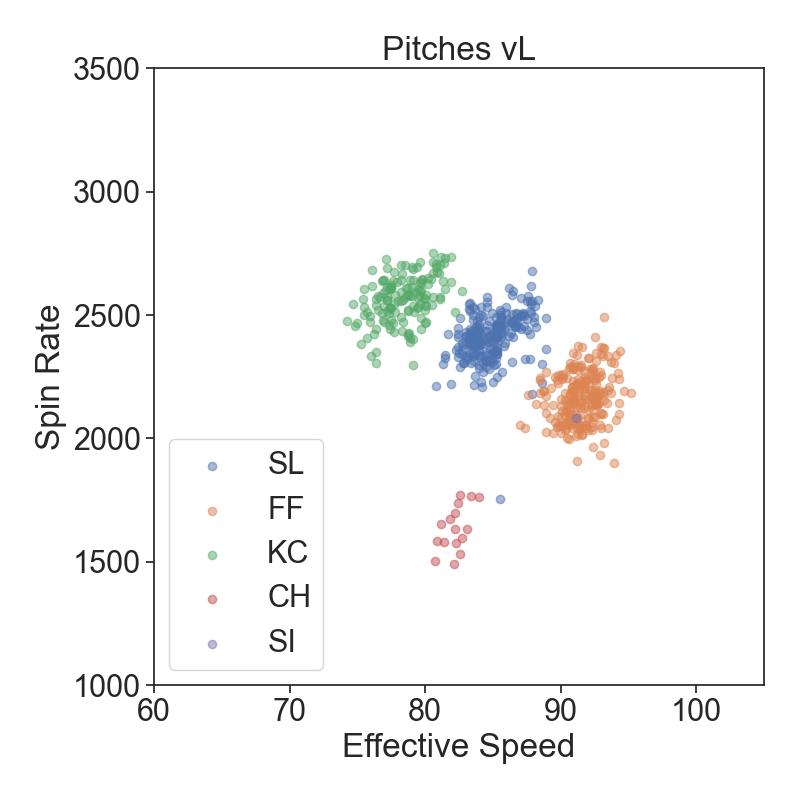 Pitches vL
3500
3000
2500
2000
1500
1000
Spin Rate
SL
FF
KC
CH
SI
60 70 80 90 100
Effective Speed